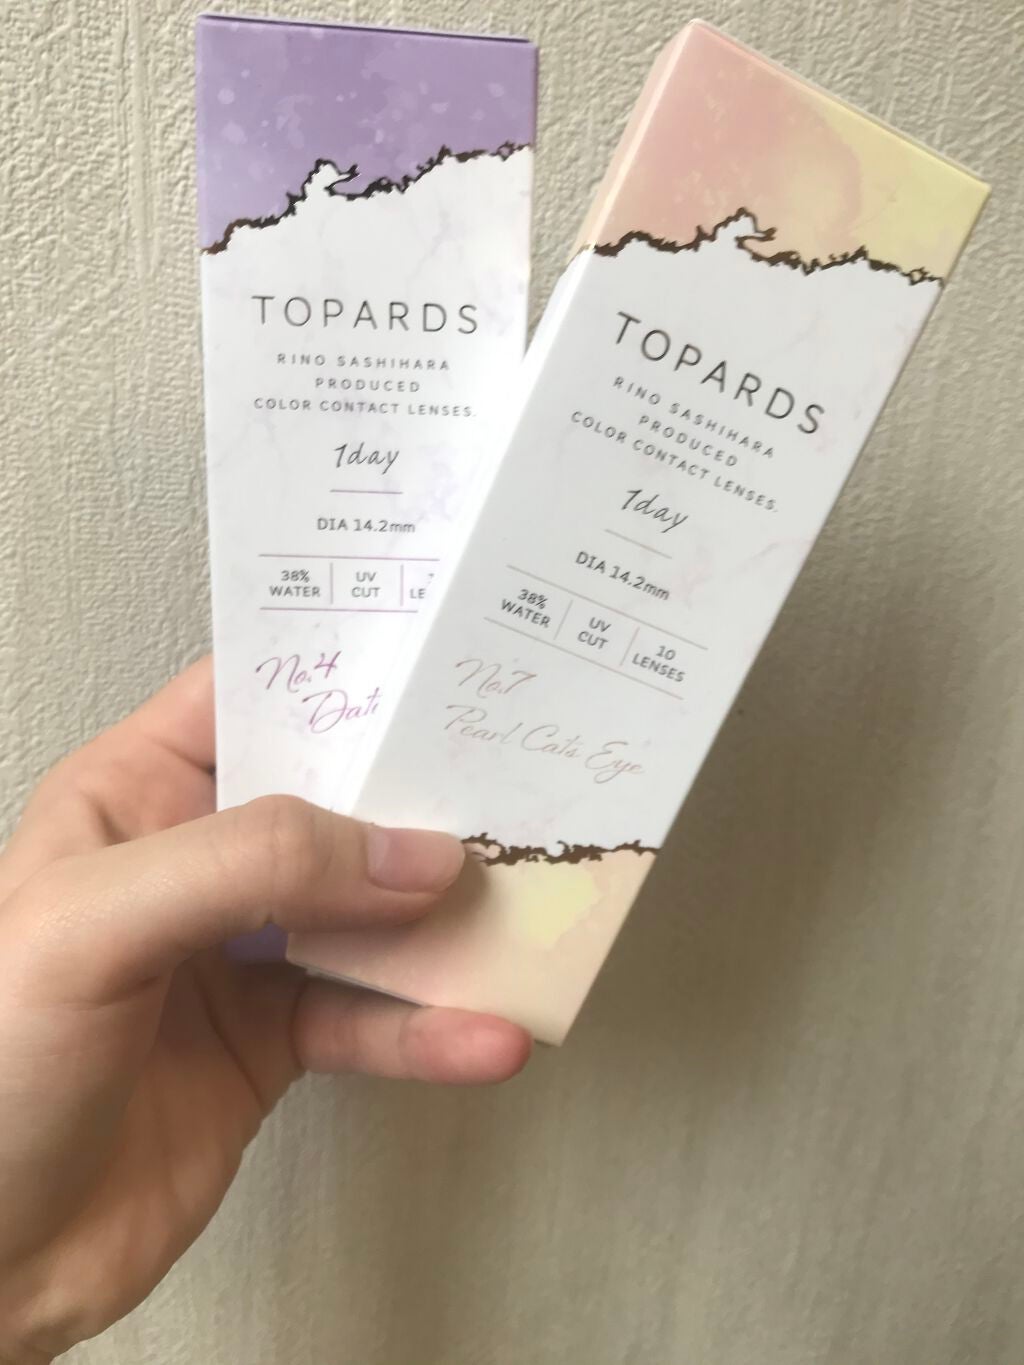 TOPARDS
RINO SASHIHARA
PRODUCED
COLOR CONTACT LENSES.
1day
DIA 14.2mm
38%
WATER
UV
CUT
No.4
TOPARDS
RINO SASHIHARA
PRODUCED
COLOR CONTACT LENSES.
1day
DIA 14.2mm
38%
WATER
UV
CUT
10
LENSES
No.7
Pearl Cat's Eye